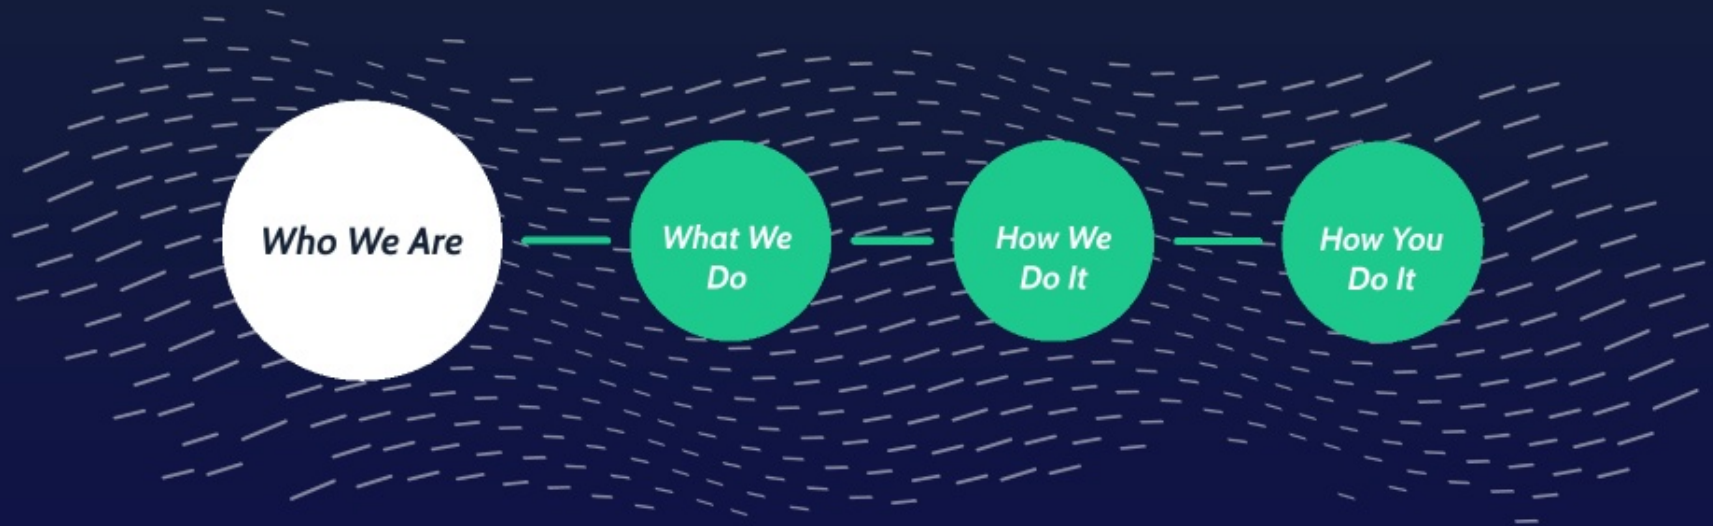 Who We Are
What We
Do
How We
Do It
How You
Do It